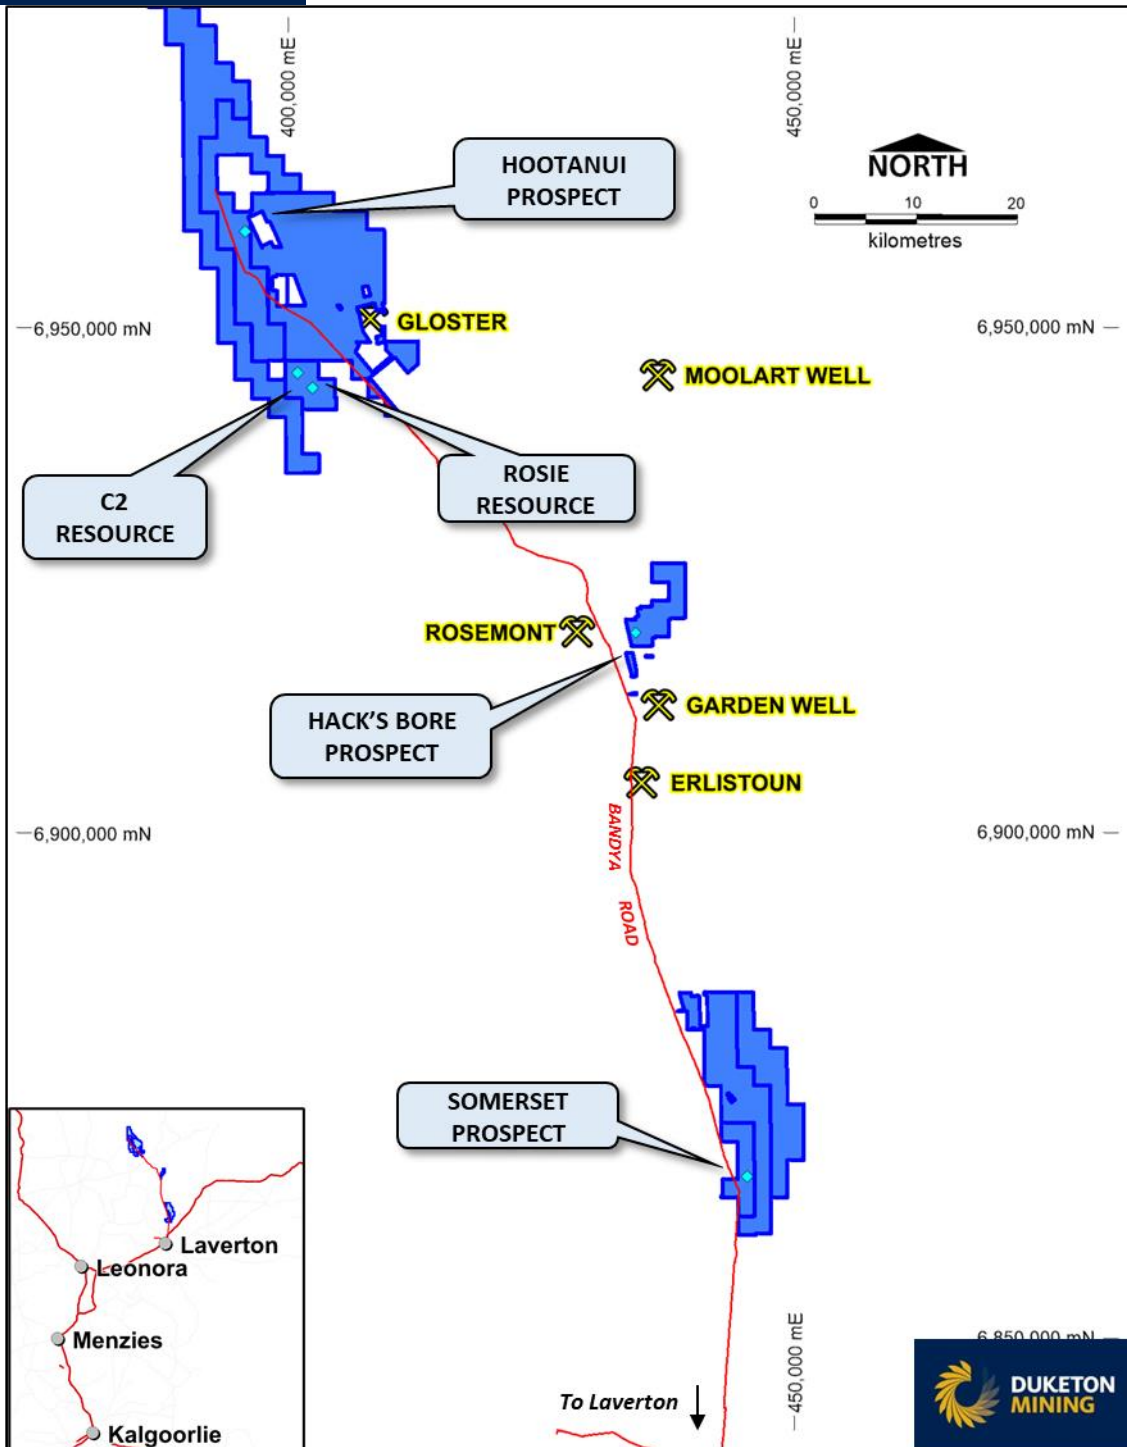 400,000 mE
450,000 mE
HOOTANUI
PROSPECT
NORTH
0 10 20
kilometres
6,950,000 mN
GLOSTER
6,950,000 mN
MOOLART WELL
C2
RESOURCE
ROSIE
RESOURCE
ROSEMONT
HACK'S BORE
PROSPECT
GARDEN WELL
ERLISTOUN
6,900,000 mN
BANDYA
ROAD
6,900,000 mN
SOMERSET
PROSPECT
Laverton
Leonora
Menzies
Kalgoorlie
To Laverton
450,000 mE
6,850,000 mN
DUKETON
MINING